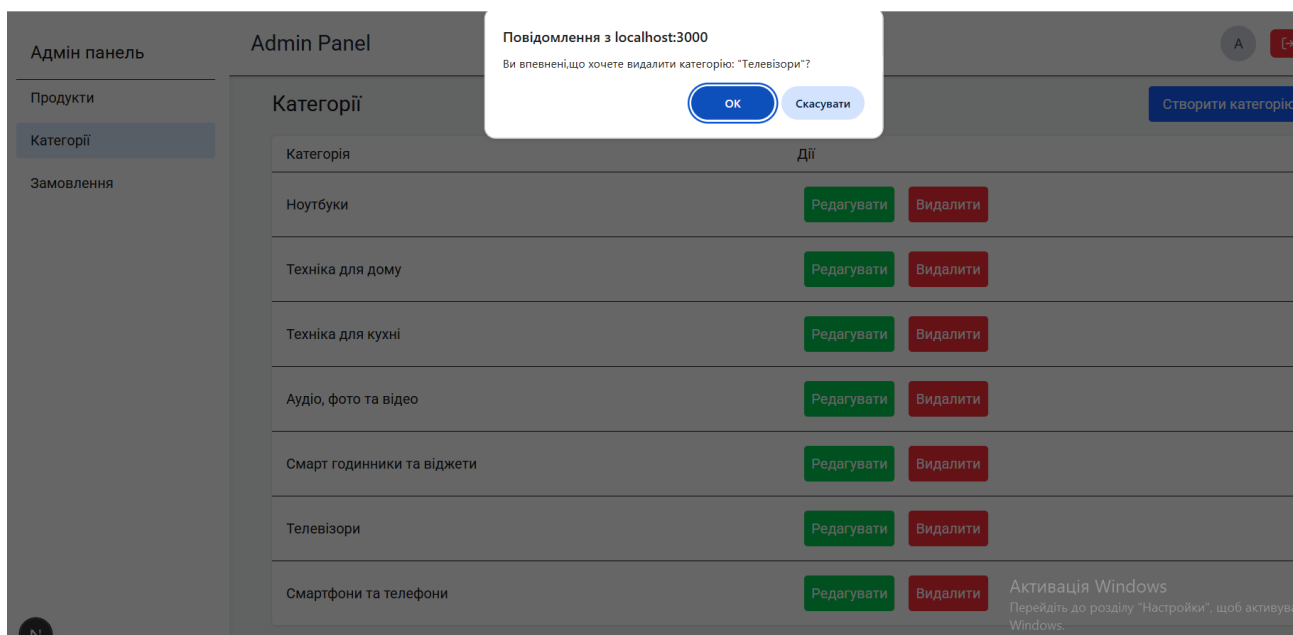 Повідомлення з localhost:3000
Ви впевнені,що хочете видалити категорію: "Телевізори"?
ОК
Скасувати
Адмін панель
Admin Panel
A
Продукти
Категорії
Замовлення
Категорії
Створити категорію
Категорія
Дії
Ноутбуки
Редагувати
Видалити
Техніка для дому
Редагувати
Видалити
Техніка для кухні
Редагувати
Видалити
Аудіо, фото та відео
Редагувати
Видалити
Смарт годинники та віджети
Редагувати
Видалити
Телевізори
Редагувати
Видалити
Смартфони та телефони
Редагувати
Видалити
Активація Windows
Перейдіть до розділу "Настройки", щоб активува
Windows.
N